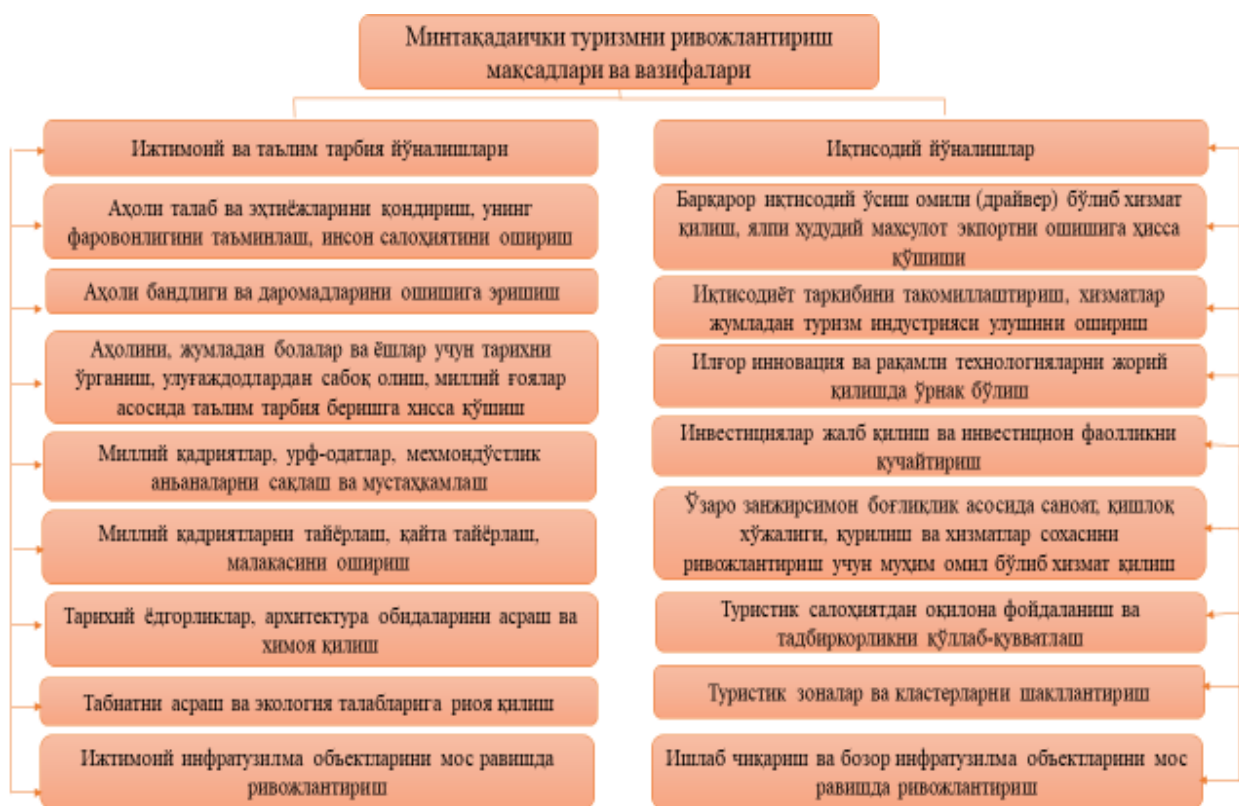 Минтақадаички туризмни ривожлантириш
мақсадлари ва вазифалари
Ижтимоий ва таълим тарбия йўналишлари
Аҳоли талаб ва эҳтиёжларини қондириш, унинг
фаровонлигини таъминлаш, инсон салоҳиятини ошириш
Аҳоли бандлиги ва даромадларини ошишига эришиш
Аҳолини, жумладан болалар ва ёшлар учун тарихни
ўрганиш, улуғаждодлардан сабоқ олиш, миллий ғоялар
асосида таълим тарбия беришга хисса қўшиш
Миллий қадриятлар, урф-одатлар, мехмондўстлик
аньаналарни сақлаш ва мустаҳкамлаш
Миллий қадриятларни тайёрлаш, қайта тайёрлаш,
малакасини ошириш
Тарихий ёдгорликлар, архитектура обидаларини асраш ва
химоя қилиш
Табиатни асраш ва экология талабларига риоя қилиш
Ижтимоий инфратузилма объектларини мос равишда
ривожлантириш
Иқтисодий йўналишлар
Барқарор иқтисодий ўсиш омили (драйвер) бўлиб хизмат
қилиш, ялпи худудий махсулот экпортни ошишига ҳисса
қўшиши
Иқтисодиёт таркибини такомиллаштириш, хизматлар
жумладан туризм индустрияси улушини ошириш
Илғор инновация ва рақамли технологияларни жорий
қилишда ўрнак бўлиш
Инвестициялар жалб қилиш ва инвестицион фаолликни
кучайтириш
Ўзаро занжирсимон боғлиқлик асосида саноат, қишлоқ
хўжалиги, қурилиш ва хизматлар сохасини
ривожлантириш учун муҳим омил бўлиб хизмат қилиш
Туристик салоҳиятдан оқилона фойдаланиш ва
тадбиркорликни қўллаб-қувватлаш
Туристик зоналар ва кластерларни шакллантириш
Ишлаб чиқариш ва бозор инфратузилма объектларини мос
равишда ривожлантириш